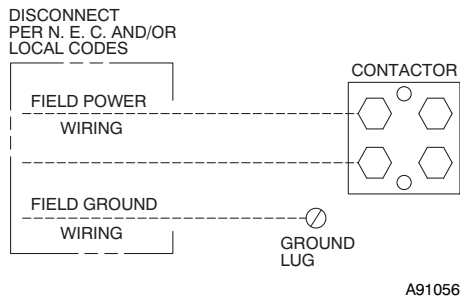 DISCONNECT
PER N. E. C. AND/OR
LOCAL CODES
CONTACTOR
FIELD POWER
WIRING
FIELD GROUND
WIRING
GROUND
LUG
A91056